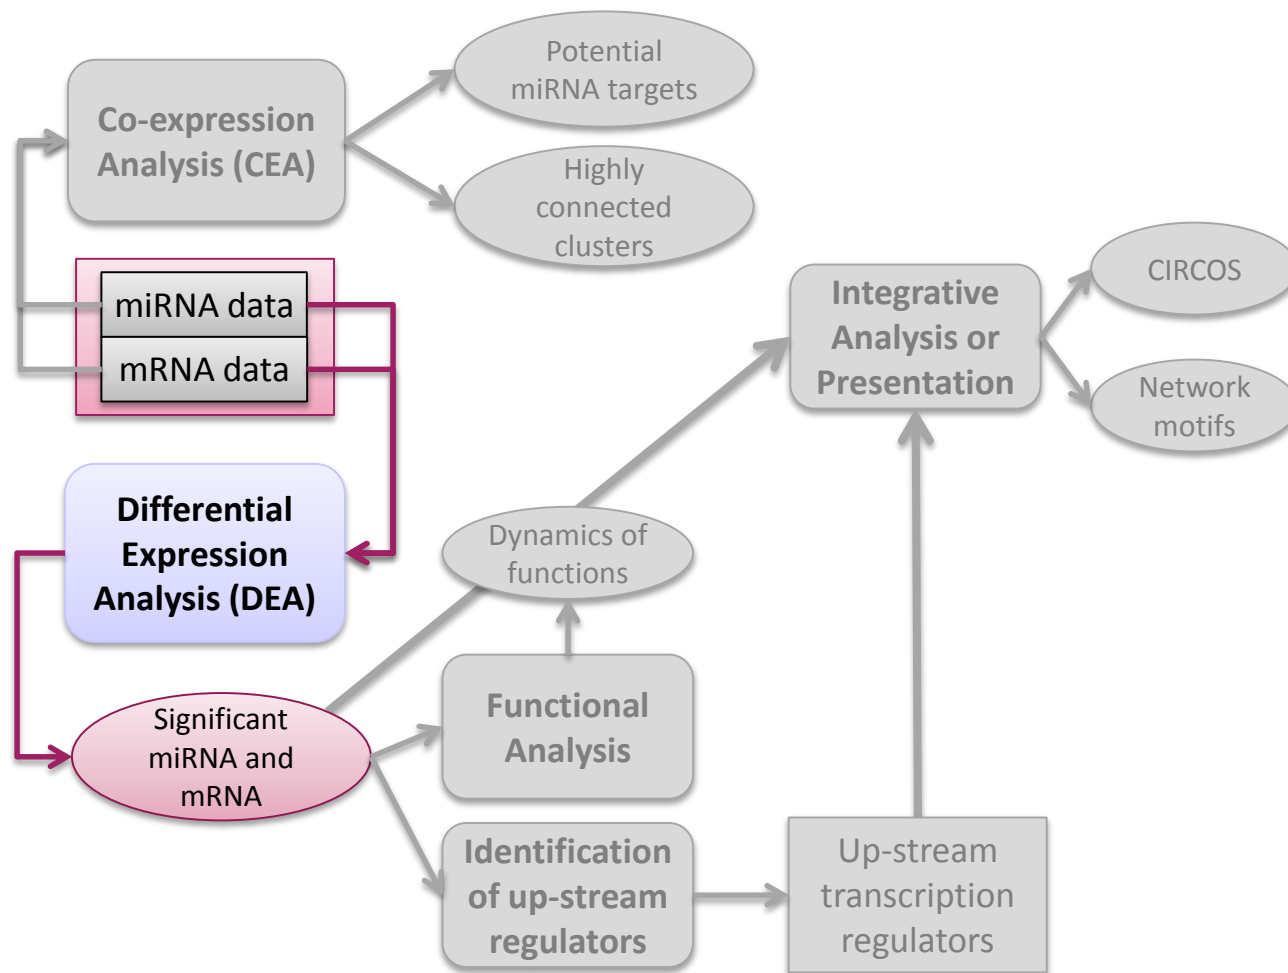 Potential
miRNA targets
Co-expression
Analysis (CEA)
Highly
connected
clusters
CIRCOS
miRNA data
mRNA data
Integrative
Analysis or
Presentation
Network
motifs
Differential
Expression
Analysis (DEA)
Dynamics of
functions
Significant
miRNA and
mRNA
Functional
Analysis
Identification
of up-stream
regulators
Up-stream
transcription
regulators